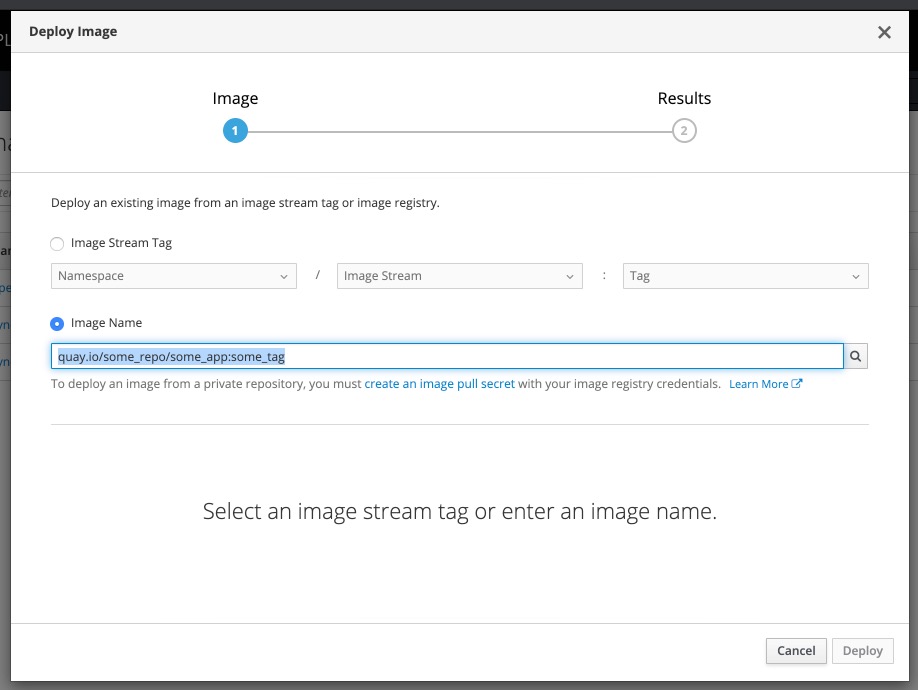 Deploy Image
Image
Results
1
2
Deploy an existing image from an image stream tag or image registry.
Image Stream Tag
Namespace / Image Stream : Tag
Image Name
quay.io/some_repo/some_app:some_tag
To deploy an image from a private repository, you must create an image pull secret with your image registry credentials. Learn More
Select an image stream tag or enter an image name.
Cancel
Deploy